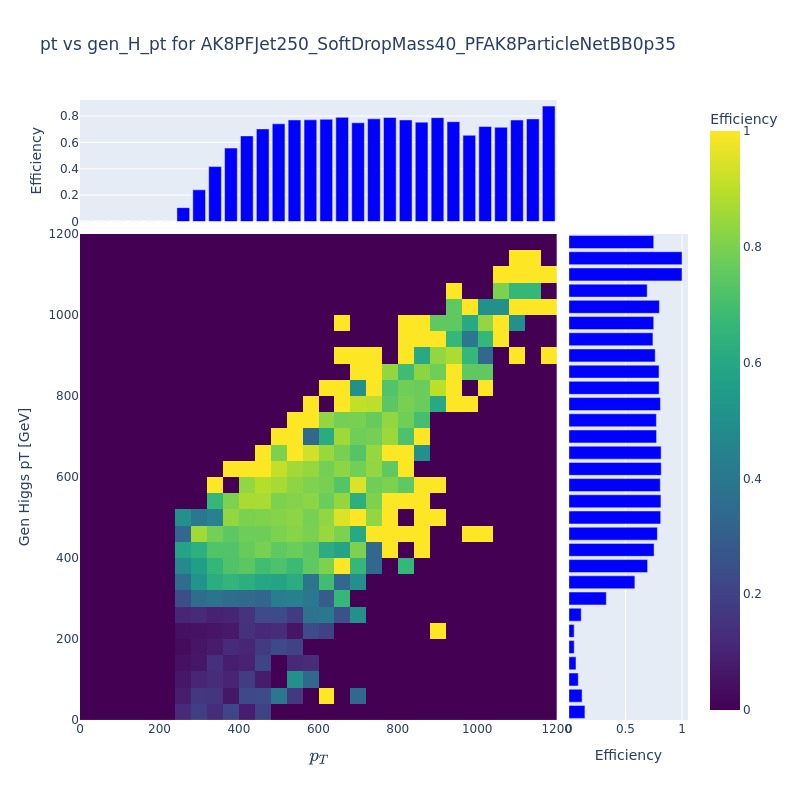 pt vs gen_H_pt for AK8PFJet250_SoftDropMass40_PFAK8ParticleNetBB0p35
Efficiency
0.8
0.6
0.4
0.2
0
Efficiency
1
0.8
0.6
0.4
0.2
0
Gen Higgs pT [GeV]
1200
1000
800
600
400
200
0
0 200 400 600 800 1000 1200
p_T
0 0.5 1
Efficiency